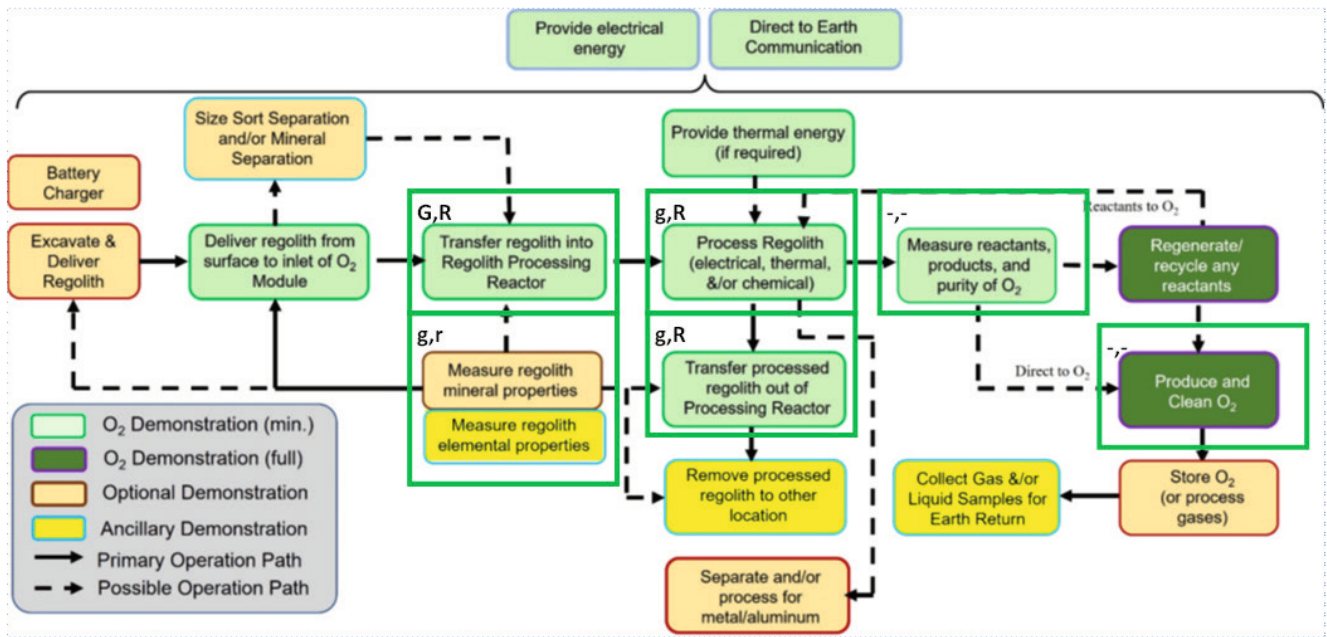 Provide electrical
energy
Direct to Earth
Communication
Size Sort Separation
and/or Mineral
Separation
Provide thermal energy
(if required)
Battery
Charger
Excavate &
Deliver
Regolith
Deliver regolith from
surface to inlet of O₂
Module
G,R
Transfer regolith into
Regolith Processing
Reactor
g,R
Process Regolith
(electrical, thermal,
&/or chemical)
-,-
Measure reactants,
products, and
purity of O₂
Reactants to O₂
Regenerate/
recycle any
reactants
g,r
Measure regolith
mineral properties
Measure regolith
elemental properties
g,R
Transfer processed
regolith out of
Processing Reactor
Direct to O₂
-,-
Produce and
Clean O₂
Remove processed
regolith to other
location
Collect Gas &/or
Liquid Samples for
Earth Return
Store O₂
(or process
gases)
Separate and/or
process for
metal/aluminum
O₂ Demonstration (min.)
O₂ Demonstration (full)
Optional Demonstration
Ancillary Demonstration
Primary Operation Path
Possible Operation Path